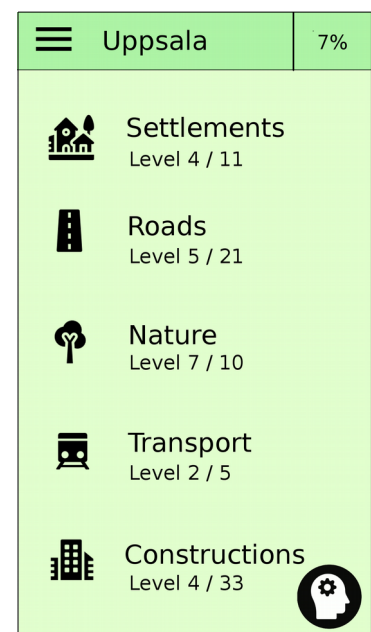 Uppsala
7%
Settlements
Level 4 / 11
Roads
Level 5 / 21
Nature
Level 7 / 10
Transport
Level 2 / 5
Constructions
Level 4 / 33